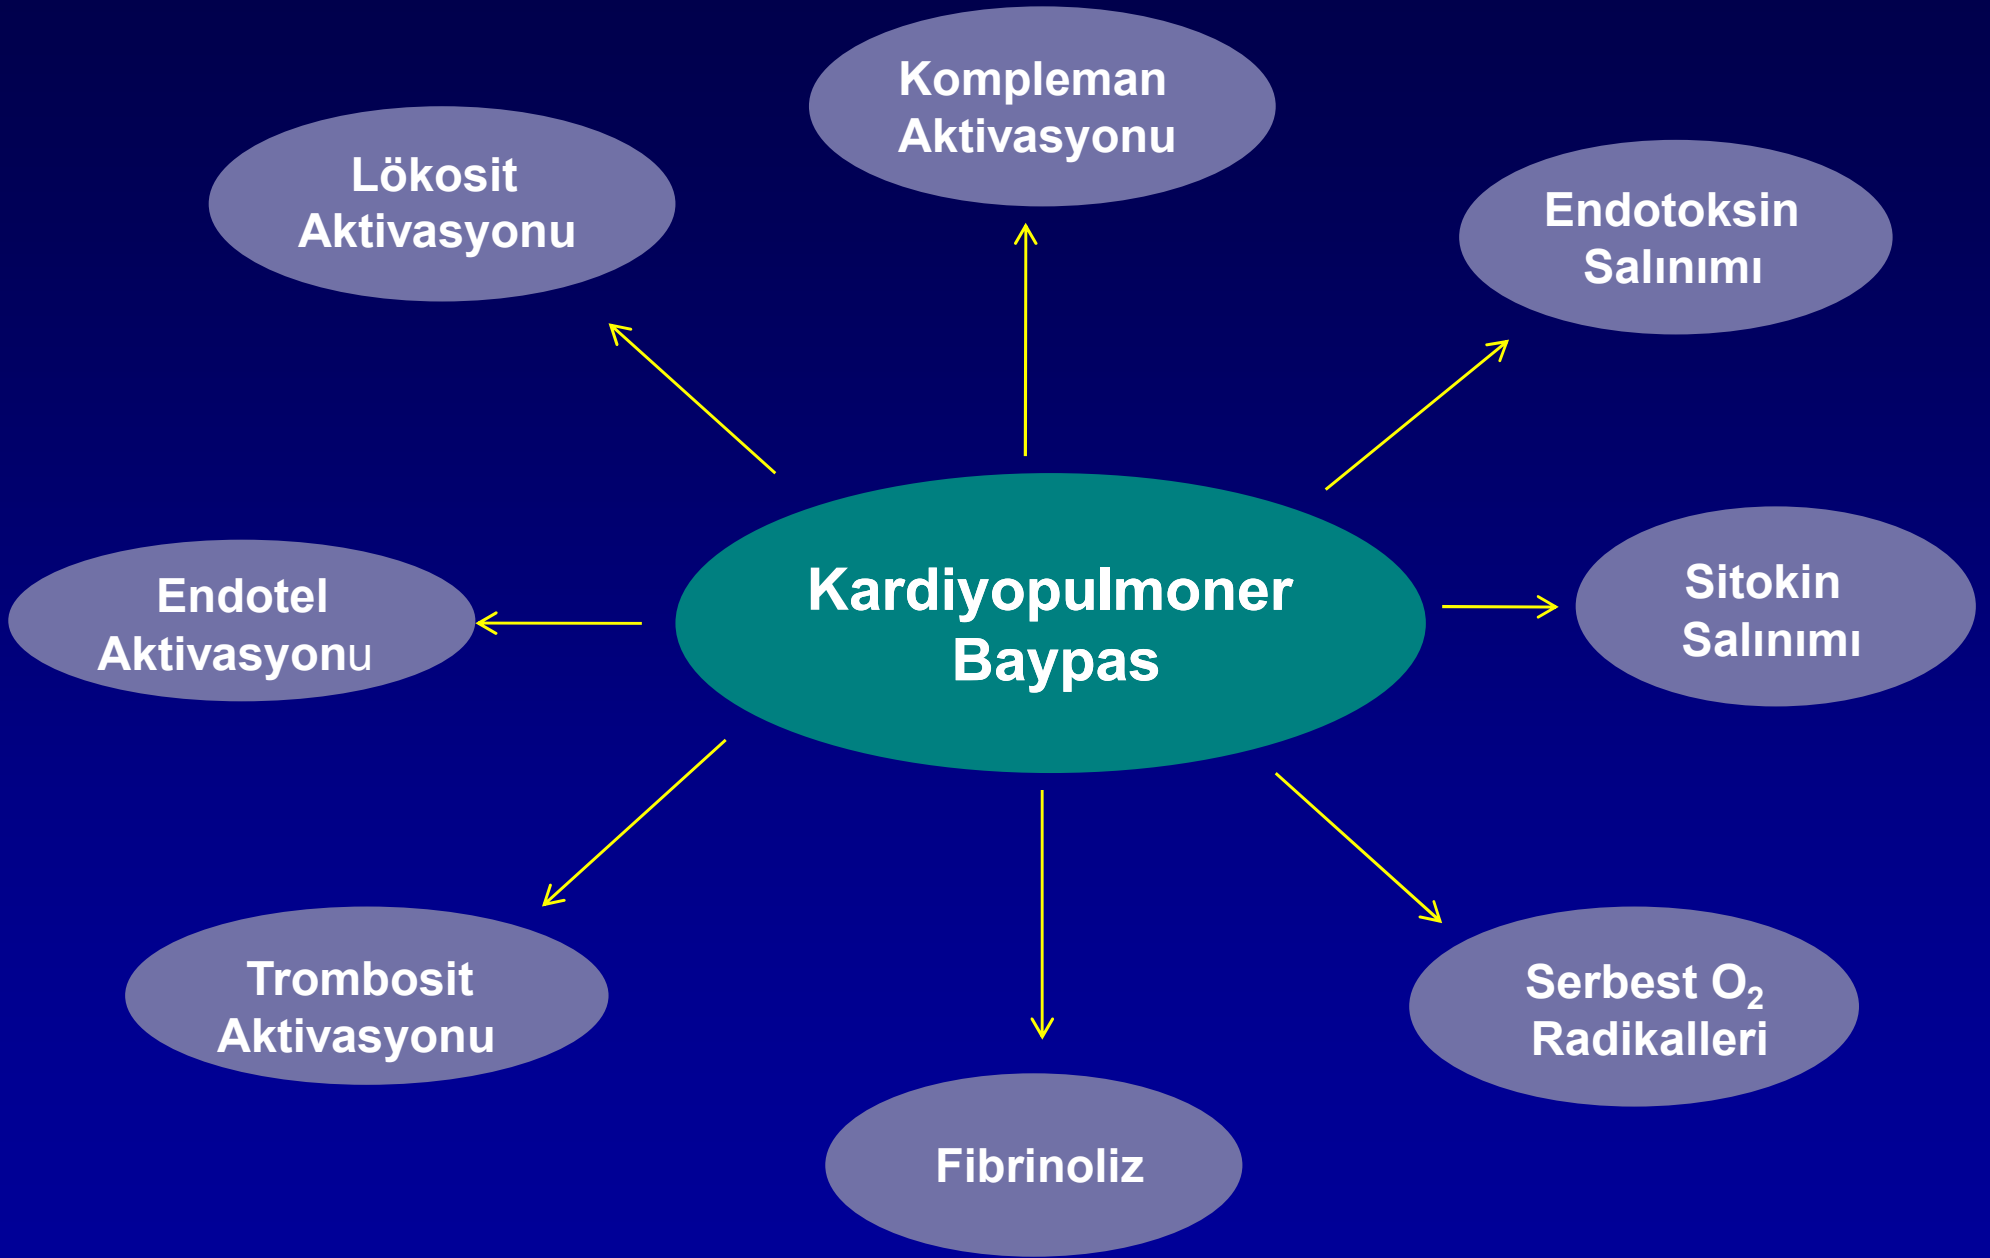 Kompleman
Aktivasyonu
Lökosit
Aktivasyonu
Endotoksin
Salınımı
Kardiyopulmoner
Baypas
Endotel
Aktivasyonu
Sitokin
Salınımı
Trombosit
Aktivasyonu
Serbest O₂
Radikalleri
Fibrinoliz